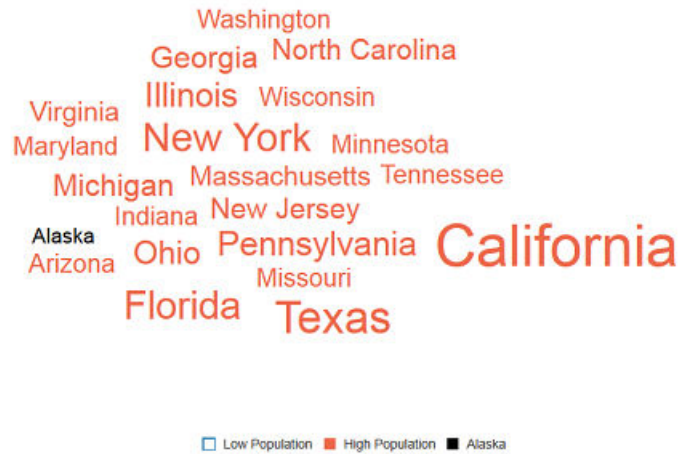 Washington
Georgia North Carolina
Illinois Wisconsin
Virginia
New York Minnesota
Maryland
Massachusetts Tennessee
Michigan
Indiana New Jersey
Alaska
Ohio Pennsylvania California
Arizona
Missouri
Florida Texas
Low Population High Population Alaska